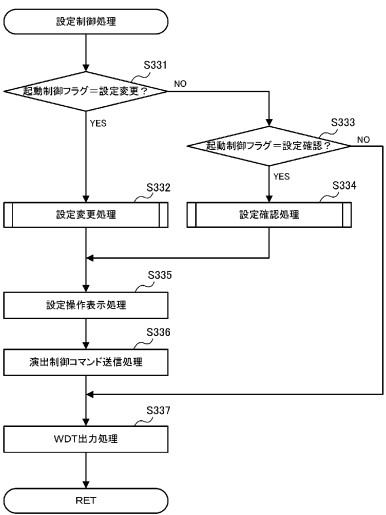 設定制御処理
S331
起動制御フラグ＝設定変更？
NO
YES
S333
起動制御フラグ＝設定確認？
NO
YES
S332
設定変更処理
S334
設定確認処理
S335
設定操作表示処理
S336
演出制御コマンド送信処理
S337
WDT出力処理
RET